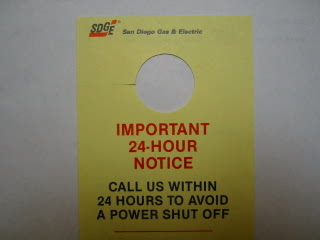 SDGE San Diego Gas & Electric
IMPORTANT
24-HOUR
NOTICE
CALL US WITHIN
24 HOURS TO AVOID
A POWER SHUT OFF